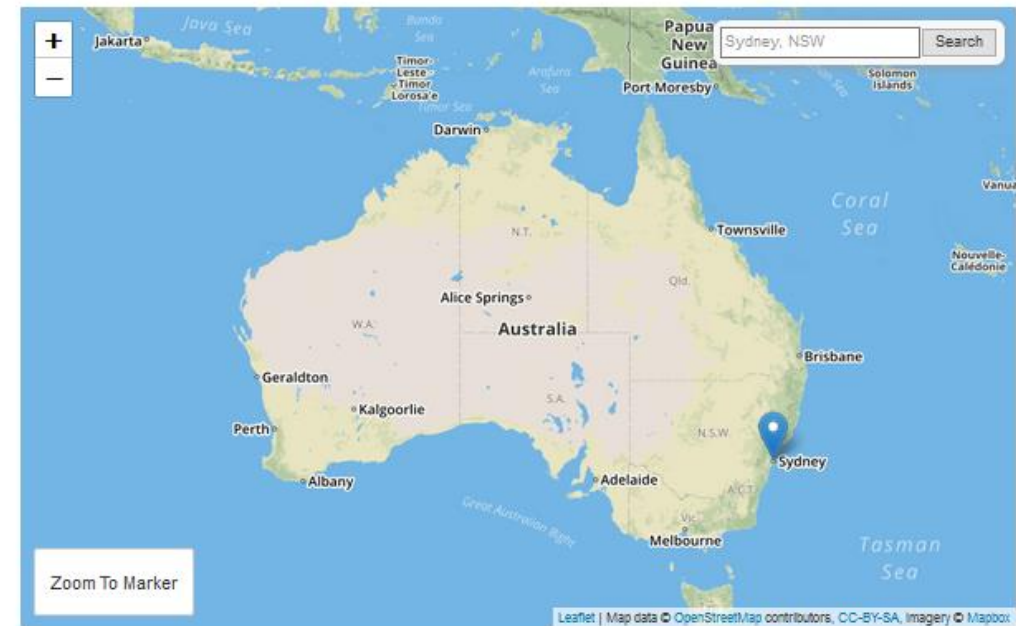 +
−
Java Sea
Banda
Sea
Jakarta
Papua
New
Guinea
Sydney, NSW
Search
Timor-
Leste -
Timor
Lorosa'e
Arafura
Sea
Timor Sea
Port Moresby
Solomon
Islands
Darwin
Coral
Sea
Vanua
N.T.
Townsville
Nouvelle-
Calédonie
Qld.
Alice Springs
W.A.
Australia
Brisbane
Geraldton
S.A.
Kalgoorlie
Perth
N.S.W.
Sydney
Albany
Adelaide
A.C.T.
Great Australian Bight
Vic.
Melbourne
Tasman
Sea
Zoom To Marker
Leaflet | Map data © OpenStreetMap contributors, CC-BY-SA, Imagery © Mapbox